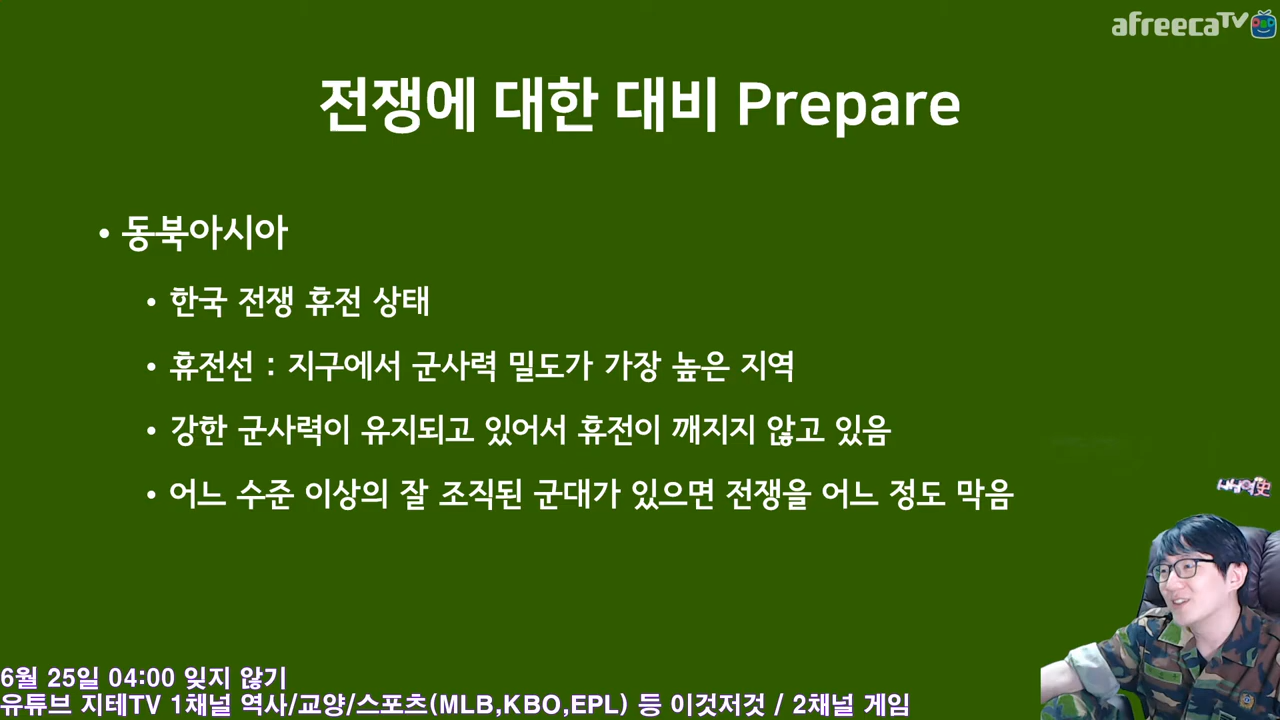 afreecaTV
전쟁에 대한 대비 Prepare
• 동북아시아
• 한국 전쟁 휴전 상태
• 휴전선 : 지구에서 군사력 밀도가 가장 높은 지역
• 강한 군사력이 유지되고 있어서 휴전이 깨지지 않고 있음
• 어느 수준 이상의 잘 조직된 군대가 있으면 전쟁을 어느 정도 막음
6월 25일 04:00 잊지 않기
유튜브 지테TV 1채널 역사/교양/스포츠(MLB,KBO,EPL) 등 이것저것 / 2채널 게임